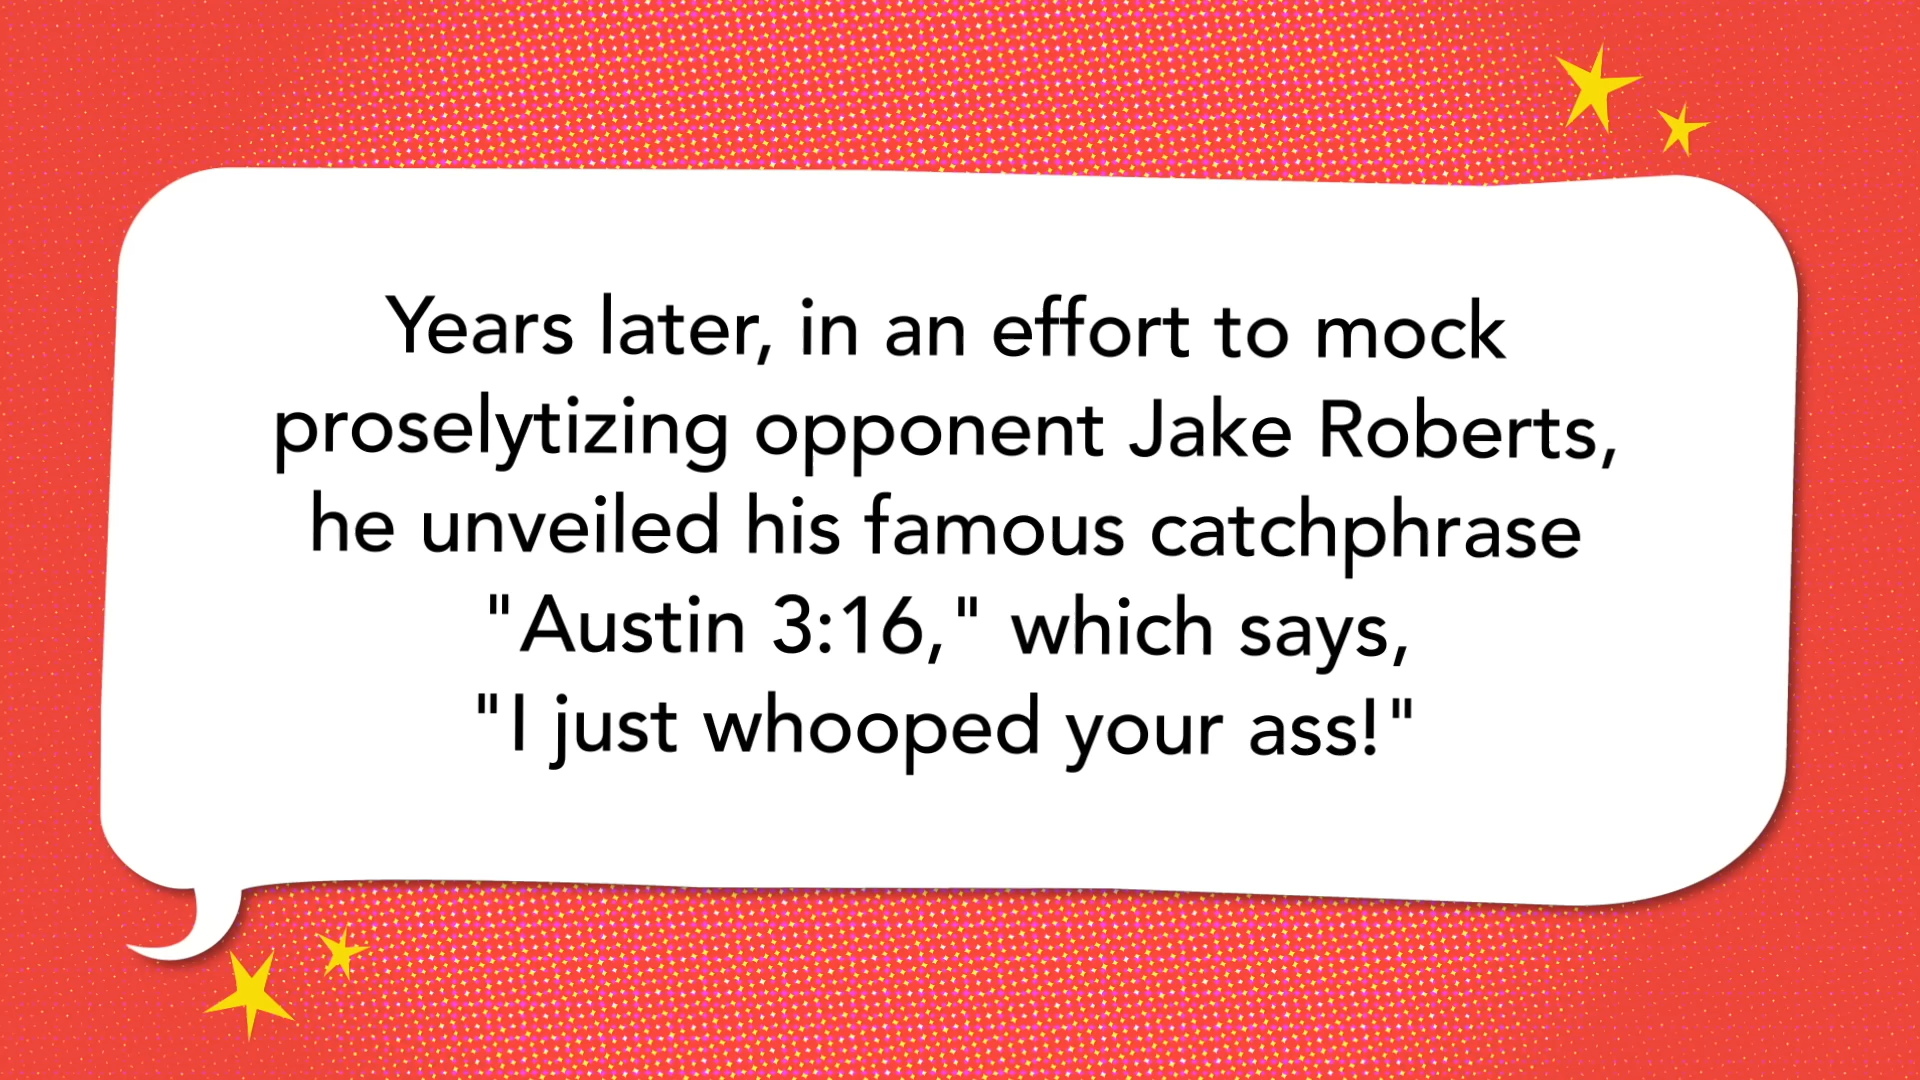 Years later, in an effort to mock
proselytizing opponent Jake Roberts,
he unveiled his famous catchphrase
"Austin 3:16," which says,
"I just whooped your ass!"